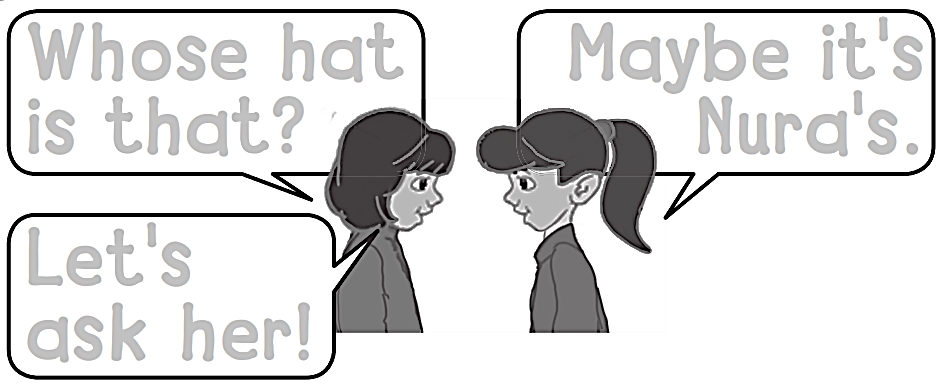 Whose hat
is that?
Maybe it's
Nura's.
Let's
ask her!